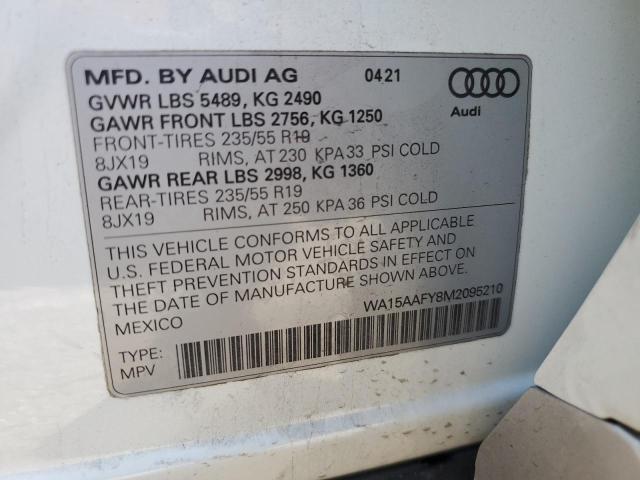 MFD. BY AUDI AG 0421
GVWR LBS 5489, KG 2490
GAWR FRONT LBS 2756, KG 1250
FRONT-TIRES 235/55 R19
8JX19 RIMS, AT 230 KPA 33 PSI COLD
GAWR REAR LBS 2998, KG 1360
REAR-TIRES 235/55 R19
8JX19 RIMS, AT 250 KPA 36 PSI COLD
Audi
THIS VEHICLE CONFORMS TO ALL APPLICABLE
U.S. FEDERAL MOTOR VEHICLE SAFETY AND
THEFT PREVENTION STANDARDS IN EFFECT ON
THE DATE OF MANUFACTURE SHOWN ABOVE.
MEXICO
WA15AAFY8M2095210
TYPE:
MPV